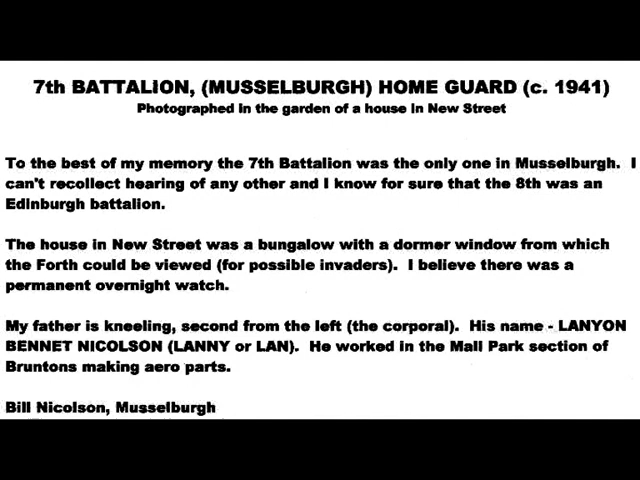 7th BATTALION, (MUSSELBURGH) HOME GUARD (c. 1941)
Photographed in the garden of a house in New Street
To the best of my memory the 7th Battalion was the only one in Musselburgh. I
can't recollect hearing of any other and I know for sure that the 8th was an
Edinburgh battalion.
The house in New Street was a bungalow with a dormer window from which
the Forth could be viewed (for possible invaders). I believe there was a
permanent overnight watch.
My father is kneeling, second from the left (the corporal). His name - LANYON
BENNET NICOLSON (LANNY or LAN). He worked in the Mall Park section of
Bruntons making aero parts.
Bill Nicolson, Musselburgh